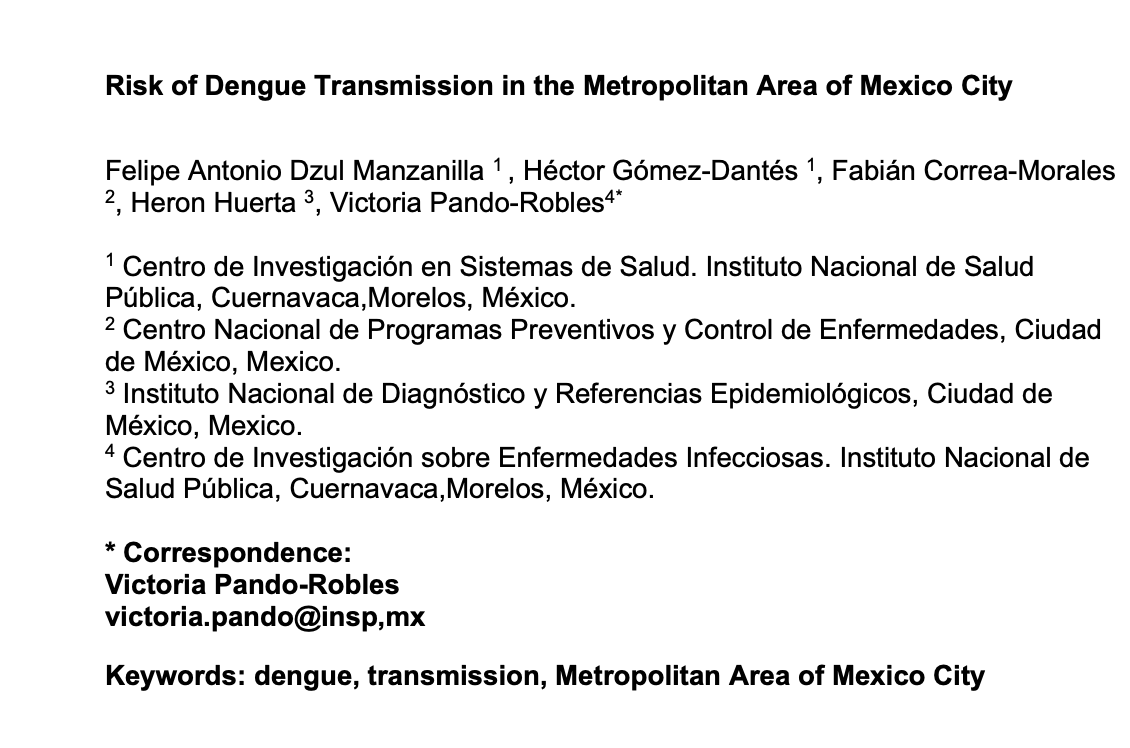 Risk of Dengue Transmission in the Metropolitan Area of Mexico City
Felipe Antonio Dzul Manzanilla 1 , Héctor Gómez-Dantés 1, Fabián Correa-Morales
2, Heron Huerta 3, Victoria Pando-Robles4*
1 Centro de Investigación en Sistemas de Salud. Instituto Nacional de Salud
Pública, Cuernavaca,Morelos, México.
2 Centro Nacional de Programas Preventivos y Control de Enfermedades, Ciudad
de México, Mexico.
3 Instituto Nacional de Diagnóstico y Referencias Epidemiológicos, Ciudad de
México, Mexico.
4 Centro de Investigación sobre Enfermedades Infecciosas. Instituto Nacional de
Salud Pública, Cuernavaca,Morelos, México.
* Correspondence:
Victoria Pando-Robles
victoria.pando@insp,mx
Keywords: dengue, transmission, Metropolitan Area of Mexico City